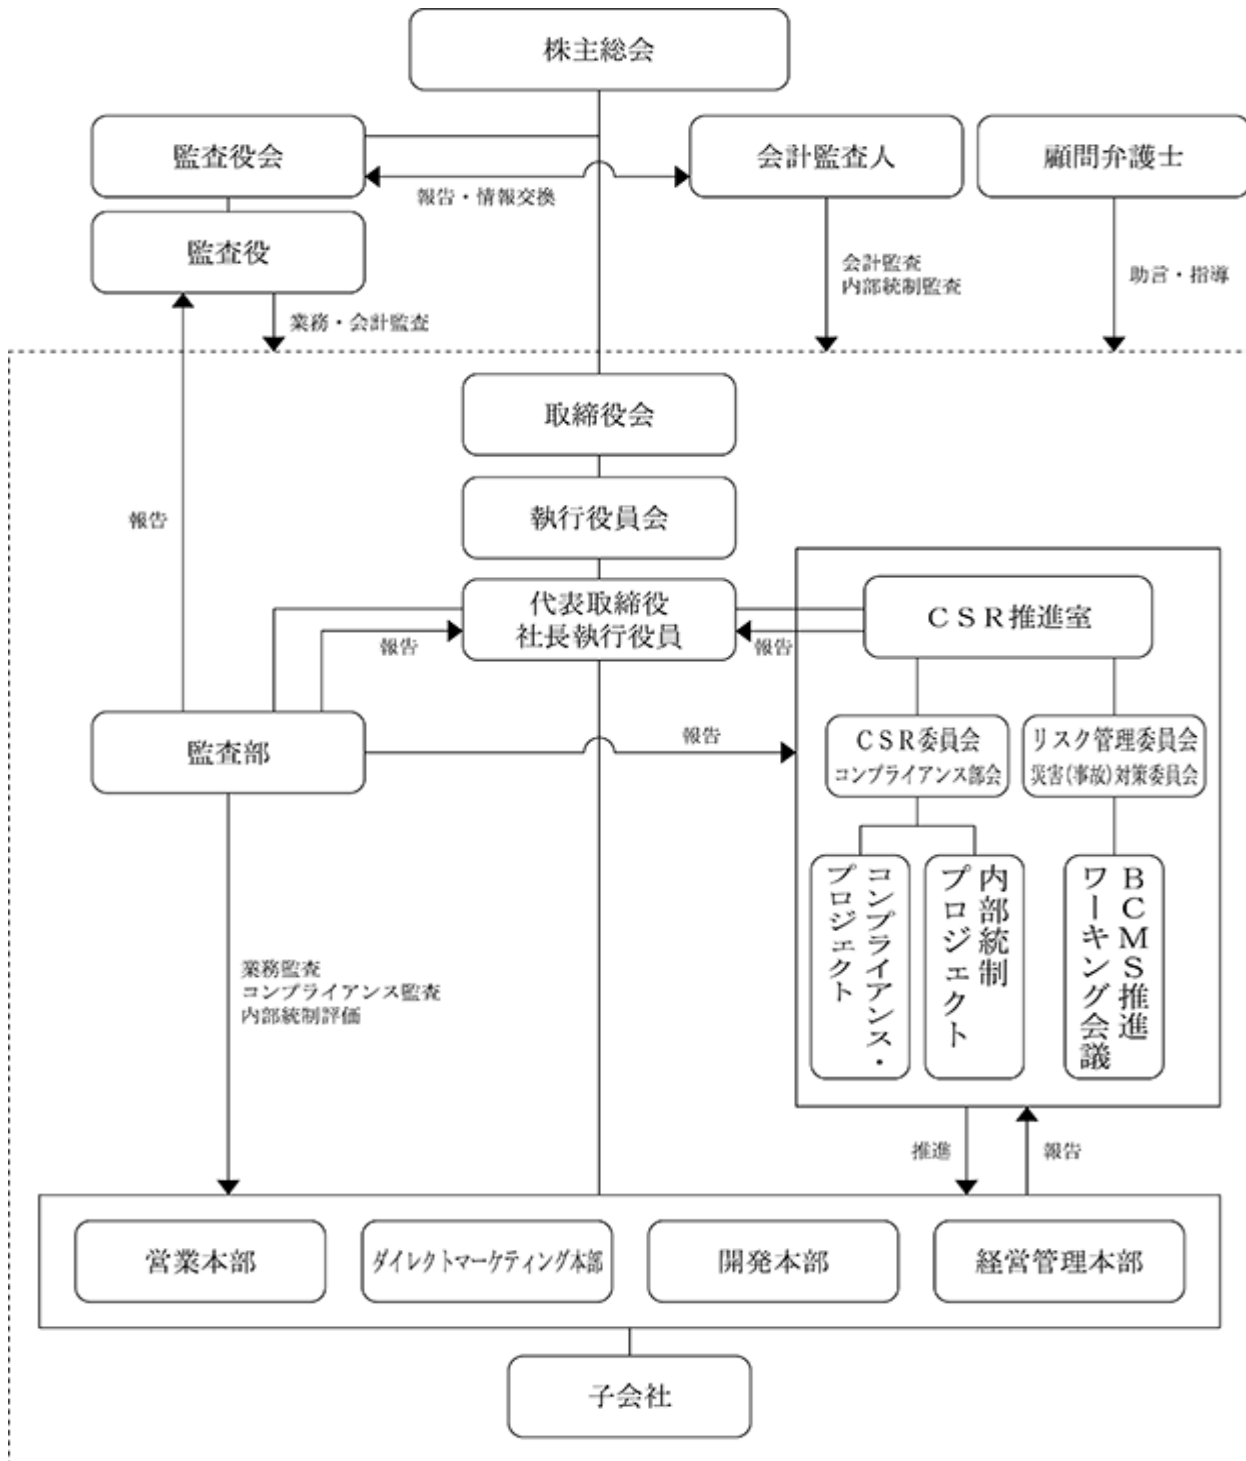 株主総会
監査役会
会計監査人
顧問弁護士
報告・情報交換
監査役
会計監査
内部統制監査
助言・指導
業務・会計監査
取締役会
執行役員会
報告
代表取締役
社長執行役員
ＣＳＲ推進室
報告
報告
監査部
報告
ＣＳＲ委員会
コンプライアンス部会
リスク管理委員会
災害(事故)対策委員会
コンプライアンス・
プロジェクト
内部統制
プロジェクト
ＢＣＭＳ推進
ワーキング会議
業務監査
コンプライアンス監査
内部統制評価
推進
報告
営業本部
ダイレクトマーケティング本部
開発本部
経営管理本部
子会社